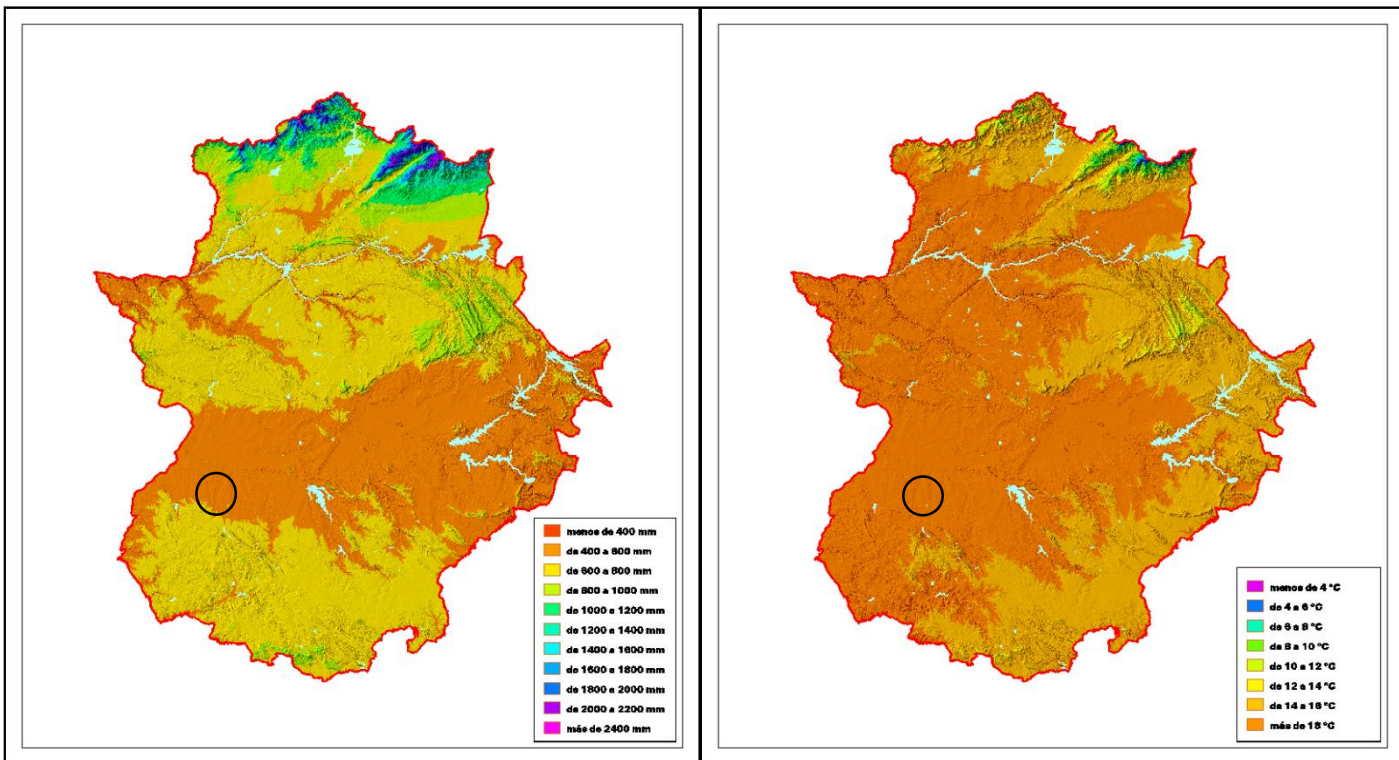 menos de 400 mm
de 400 a 600 mm
de 600 a 800 mm
de 800 a 1000 mm
de 1000 a 1200 mm
de 1200 a 1400 mm
de 1400 a 1600 mm
de 1600 a 1800 mm
de 1800 a 2000 mm
de 2000 a 2200 mm
más de 2400 mm
menos de 4 °C
de 4 a 6 °C
de 6 a 8 °C
de 8 a 10 °C
de 10 a 12 °C
de 12 a 14 °C
de 14 a 16 °C
más de 16 °C